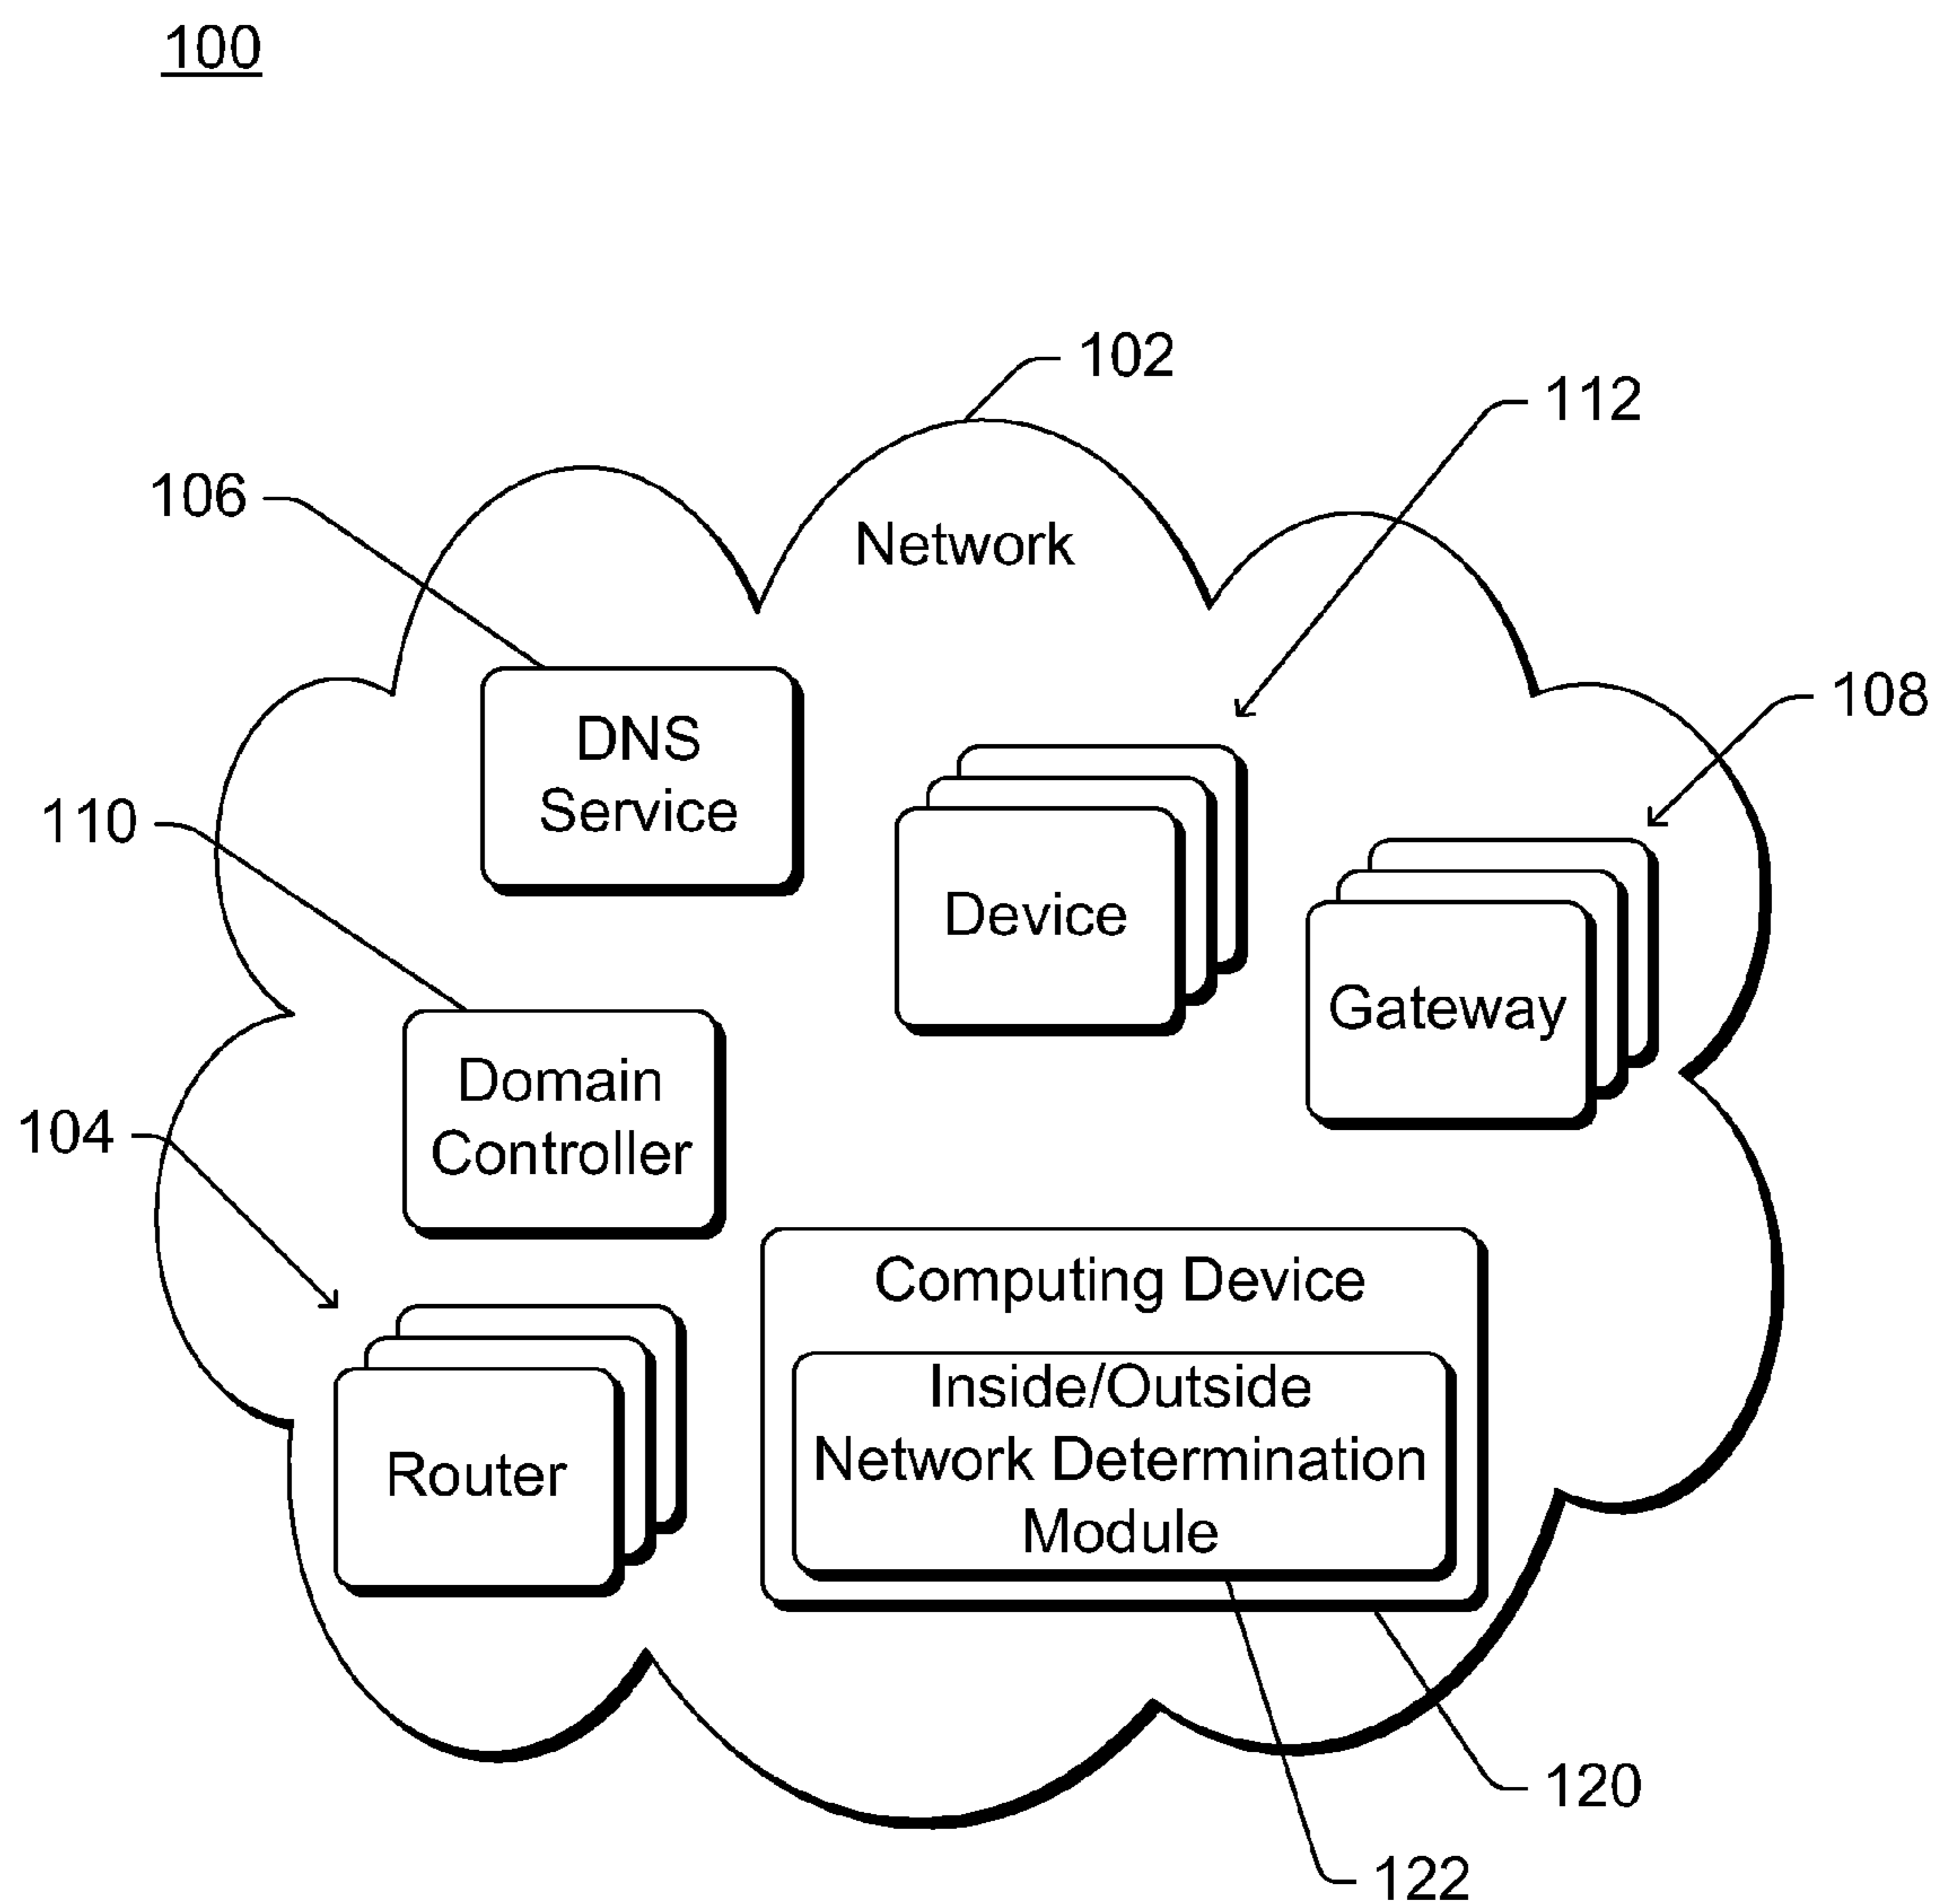 100
102
112
106
Network
108
DNS
Service
110
Device
Gateway
Domain
Controller
104
Computing Device
Inside/Outside
Network Determination
Module
Router
120
122